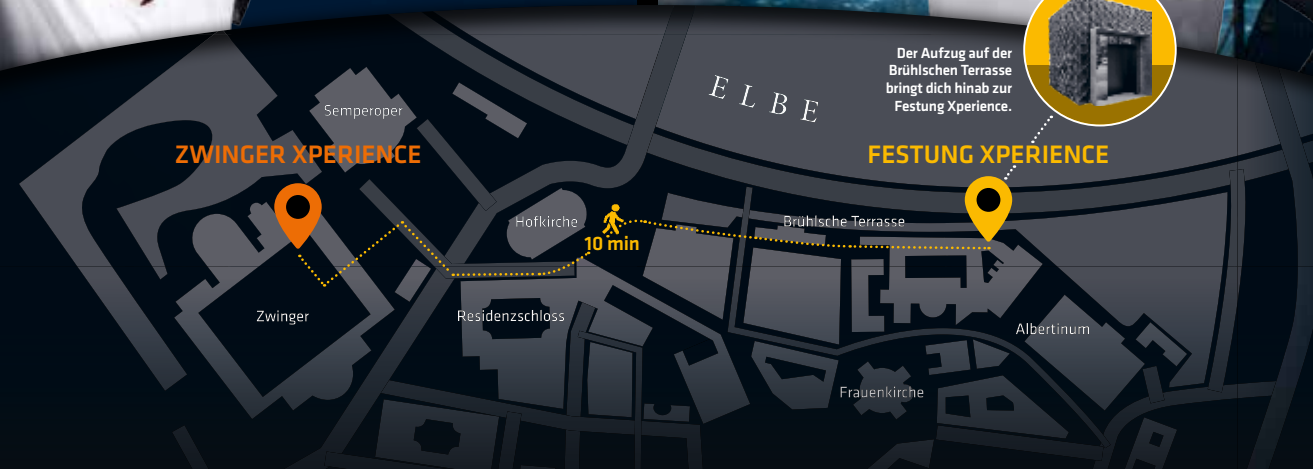 Der Aufzug auf der
Brühlschen Terrasse
bringt dich hinab zur
Festung Xperience.
ELBE
Semperoper
ZWINGER XPERIENCE
FESTUNG XPERIENCE
Hofkirche
Brühlsche Terrasse
10 min
Zwinger
Residenzschloss
Albertinum
Frauenkirche